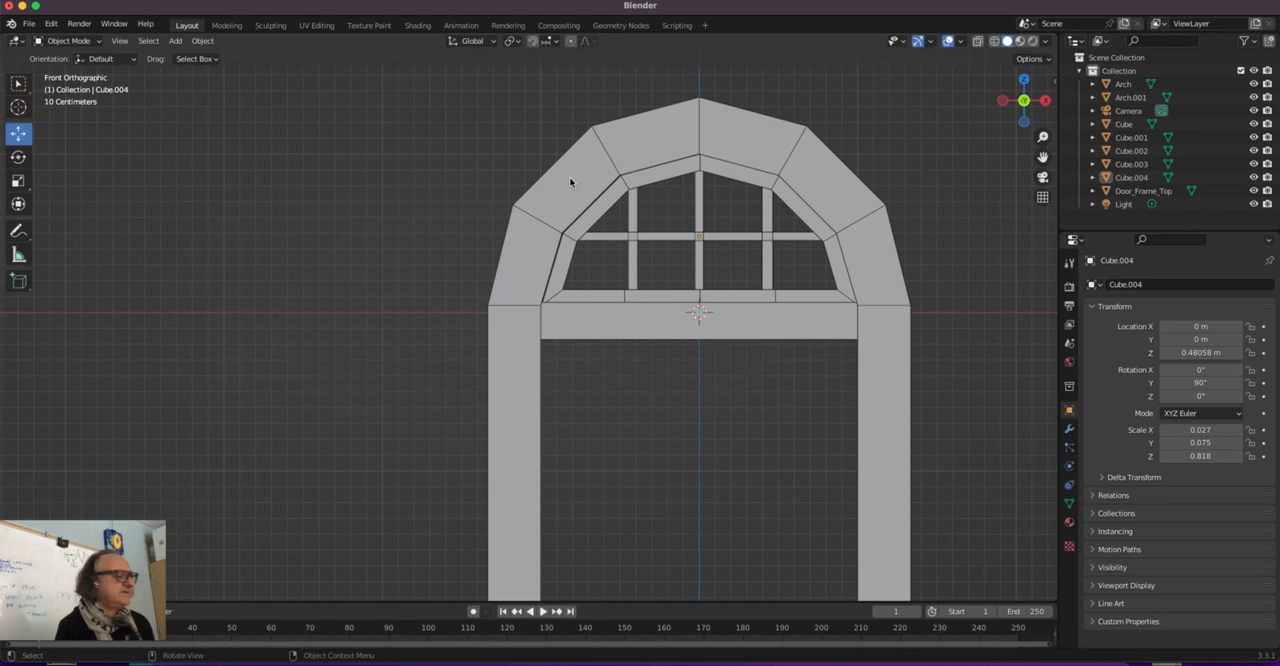 Blender
File Edit Render Window Help Layout Modeling Sculpting UV Editing Texture Paint Shading Animation Rendering Compositing Geometry Nodes Scripting + Scene ViewLayer
Object Mode View Select Add Object Global
Orientation: Default Drag: Select Box Options
Front Orthographic
(1) Collection | Cube.004
10 Centimeters
Z
Y
X
Scene Collection
Collection
Arch
Arch.001
Camera
Cube
Cube.001
Cube.002
Cube.003
Cube.004
Door_Frame_Top
Light
Cube.004
Cube.004
Transform
Location X 0 m
Y 0 m
Z 0.48058 m
Rotation X 0°
Y 90°
Z 0°
Mode XYZ Euler
Scale X 0.027
Y 0.075
Z 0.818
Delta Transform
Relations
Collections
Instancing
Motion Paths
Visibility
Viewport Display
Line Art
Custom Properties
1 Start 1 End 250
30 40 50 60 70 80 90 100 110 120 130 140 150 160 170 180 190 200 210 220 230 240 250
Select Rotate View Object Context Menu 3.3.1